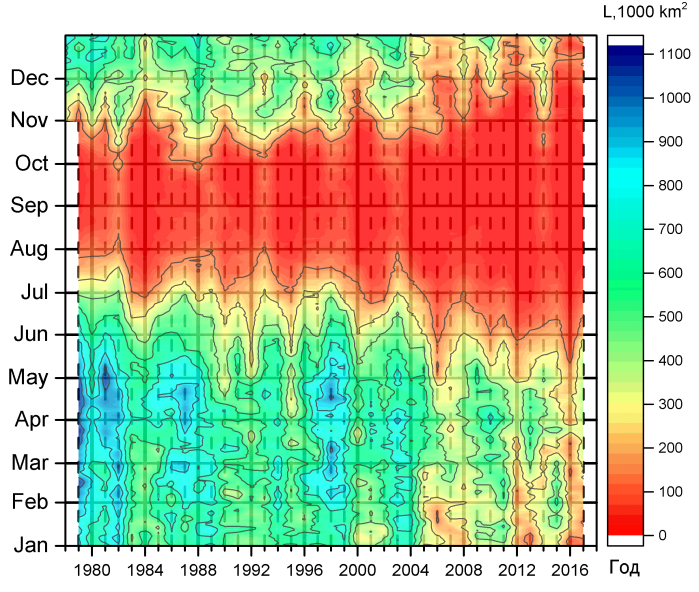 L,1000 km²
Dec
Nov
Oct
Sep
Aug
Jul
Jun
May
Apr
Mar
Feb
Jan
1980 1984 1988 1992 1996 2000 2004 2008 2012 2016
1100
1000
900
800
700
600
500
400
300
200
100
0
Год